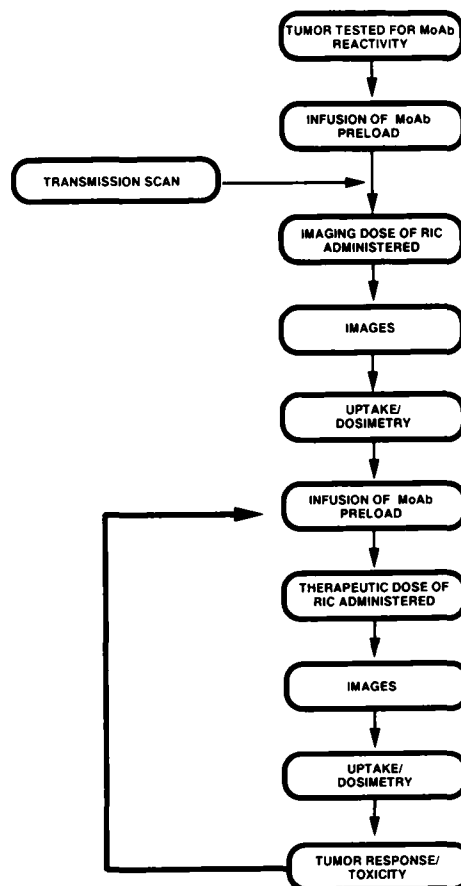 TUMOR TESTED FOR MoAb
REACTIVITY
INFUSION OF MoAb
PRELOAD
TRANSMISSION SCAN
IMAGING DOSE OF RIC
ADMINISTERED
IMAGES
UPTAKE/
DOSIMETRY
INFUSION OF MoAb
PRELOAD
THERAPEUTIC DOSE OF
RIC ADMINISTERED
IMAGES
UPTAKE/
DOSIMETRY
TUMOR RESPONSE/
TOXICITY